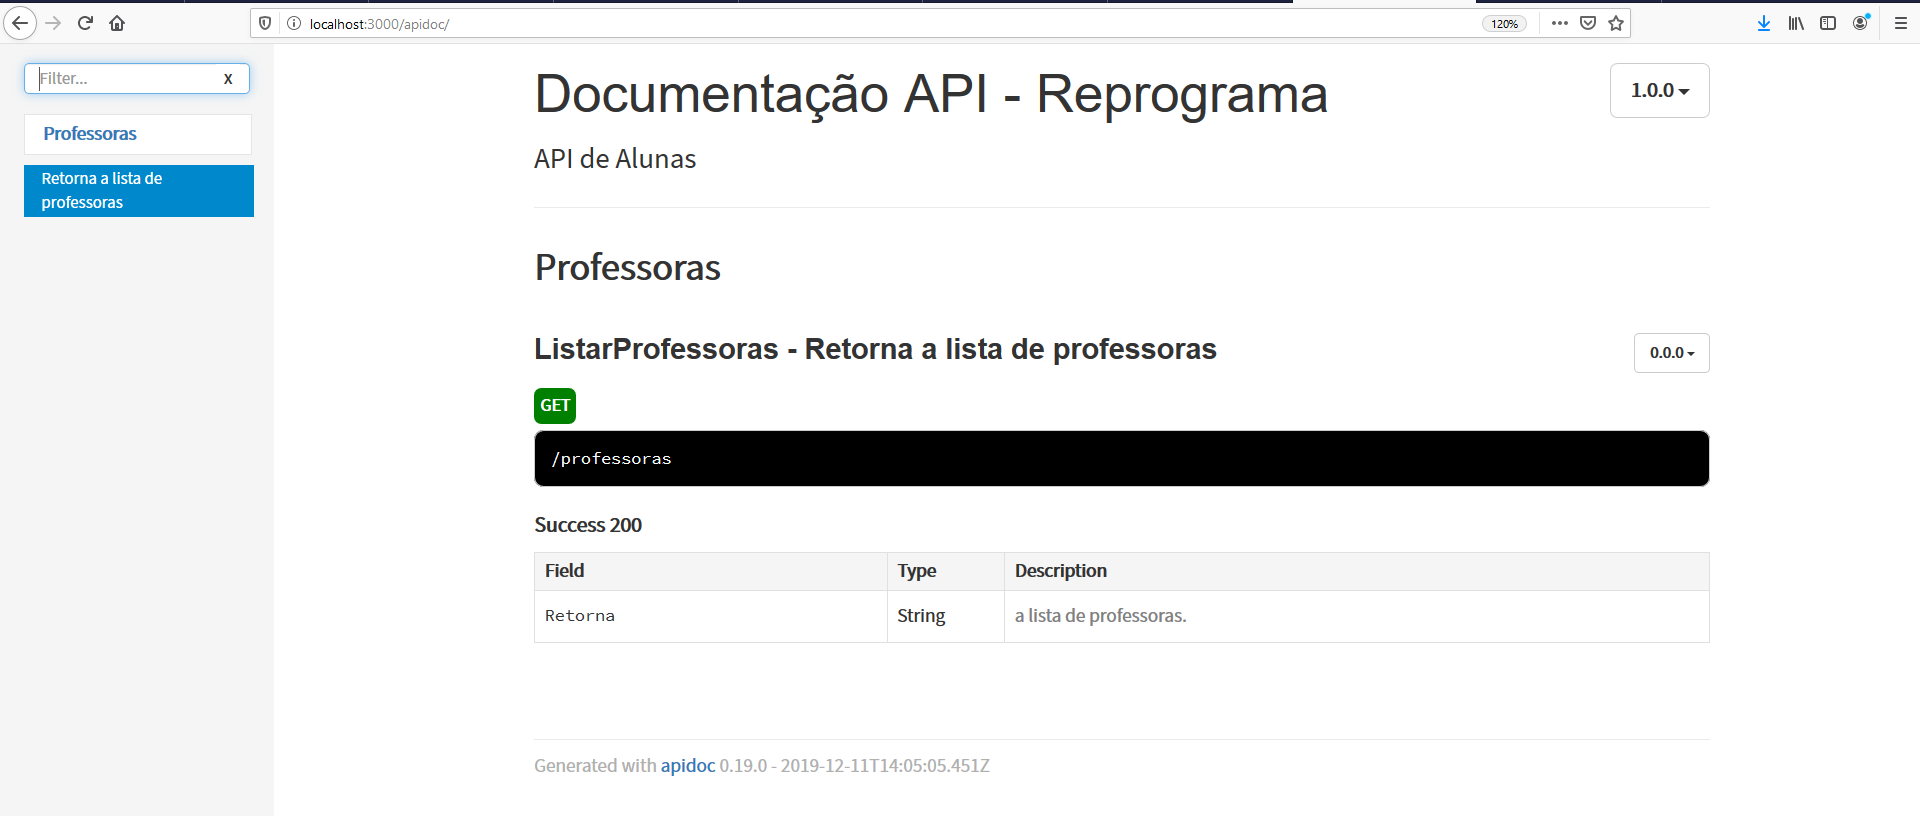 localhost:3000/apidoc/
120%
Filter...
X
Professoras
Retorna a lista de
professoras
Documentação API - Reprograma
1.0.0
API de Alunas
Professoras
ListarProfessoras - Retorna a lista de professoras
0.0.0
GET
/professoras
Success 200
Field Type Description
Retorna String a lista de professoras.
Generated with apidoc 0.19.0 - 2019-12-11T14:05:05.451Z